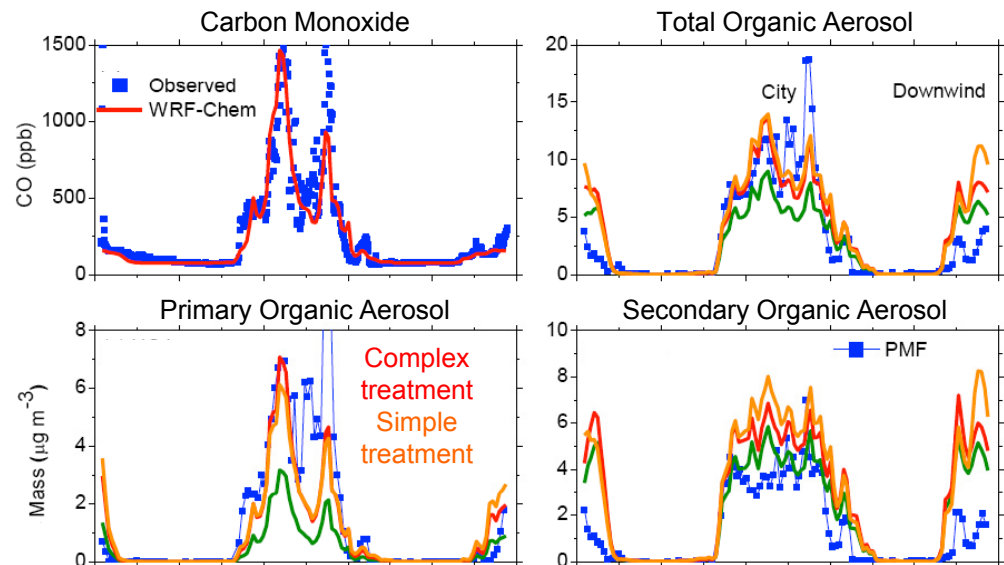 Carbon Monoxide
Total Organic Aerosol
1500
1000
500
0
CO (ppb)
Observed
WRF-Chem
20
15
10
5
0
City
Downwind
Primary Organic Aerosol
Secondary Organic Aerosol
8
6
4
2
0
Mass (µg m-3)
Complex
treatment
Simple
treatment
8
6
4
2
0
PMF